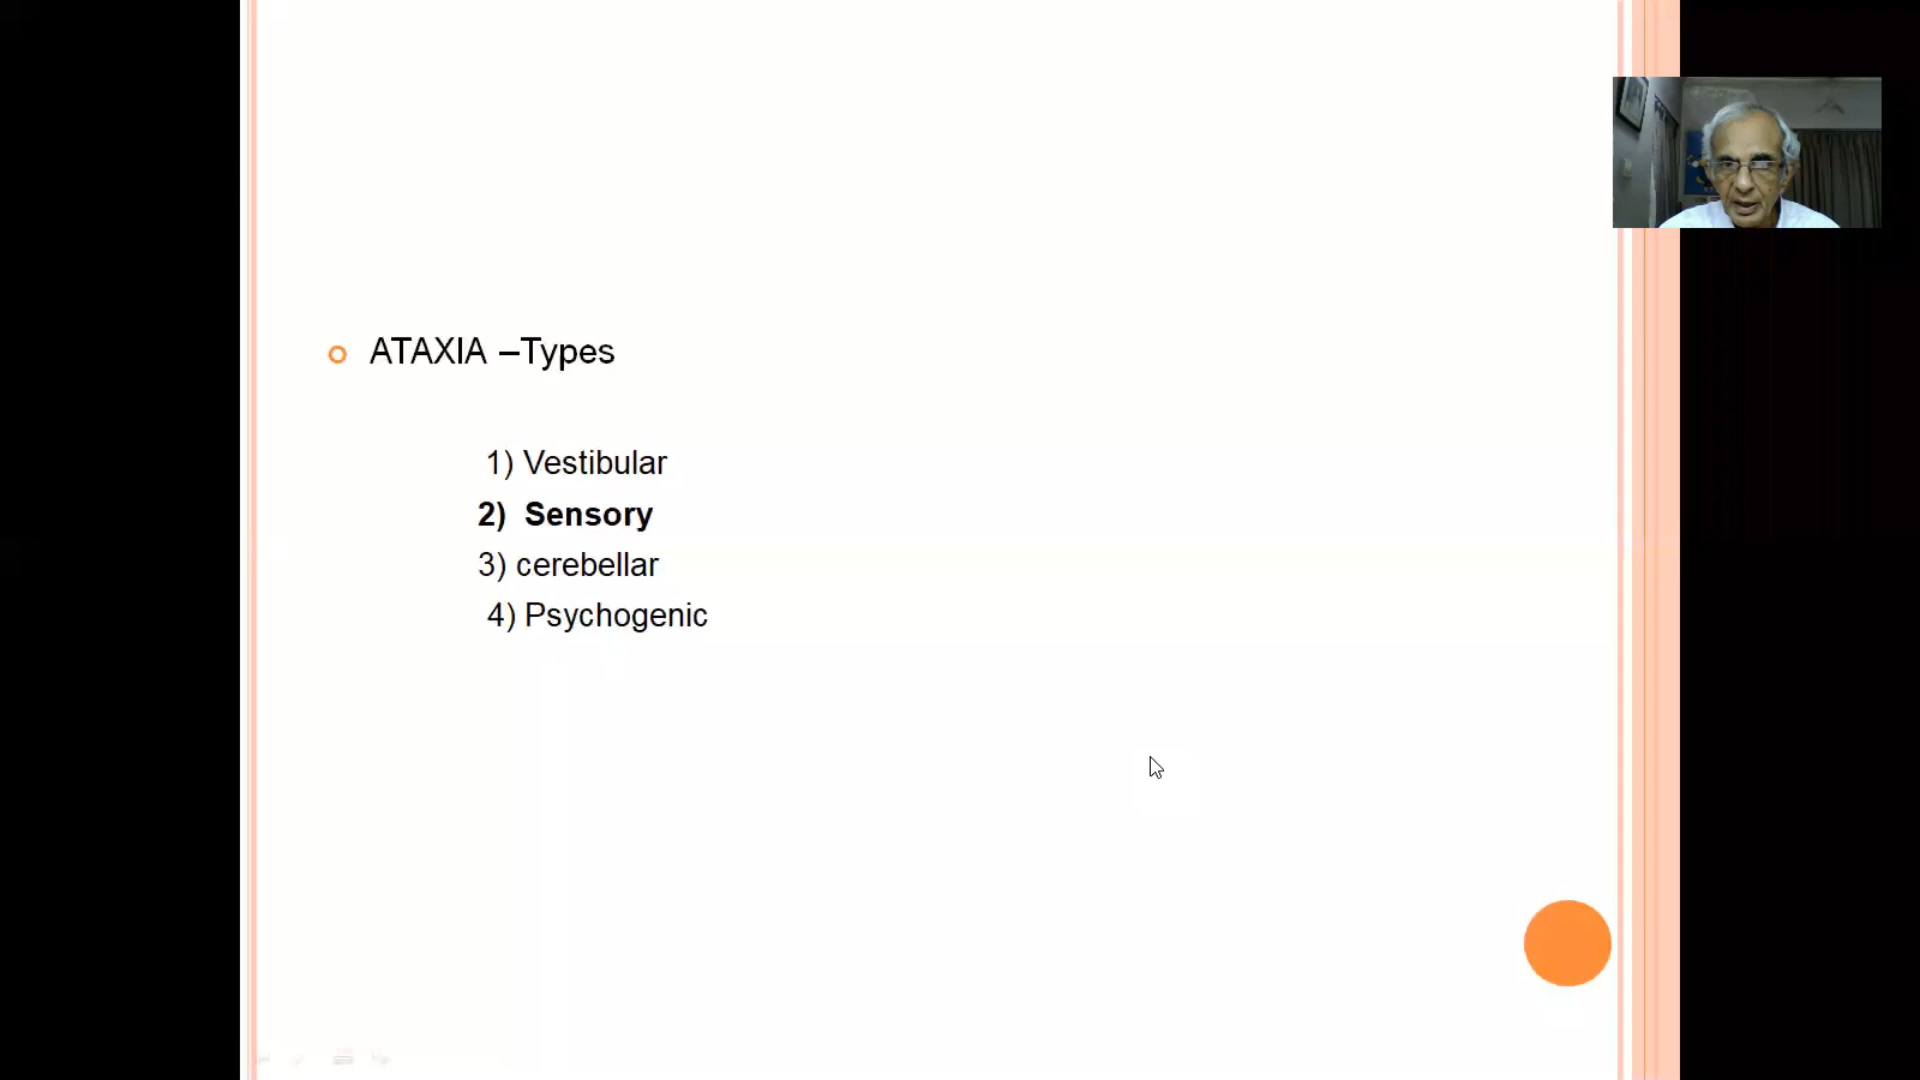 ATAXIA –Types
1) Vestibular
2) Sensory
3) cerebellar
4) Psychogenic